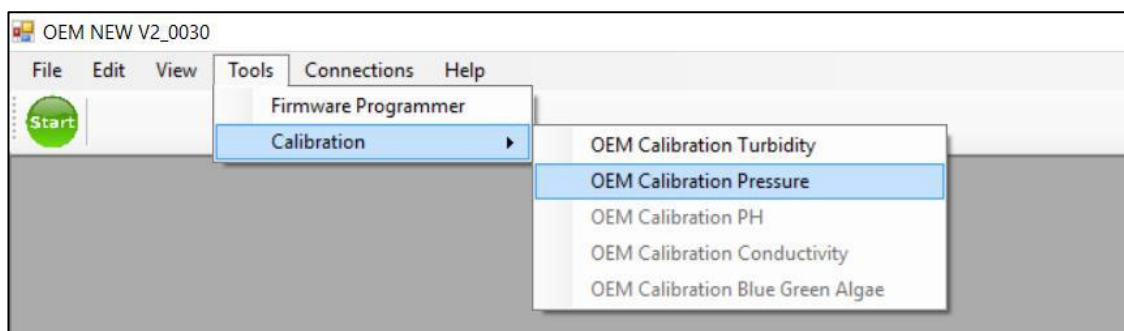 OEM NEW V2_0030
File Edit View Tools Connections Help
Start
Firmware Programmer
Calibration
OEM Calibration Turbidity
OEM Calibration Pressure
OEM Calibration PH
OEM Calibration Conductivity
OEM Calibration Blue Green Algae